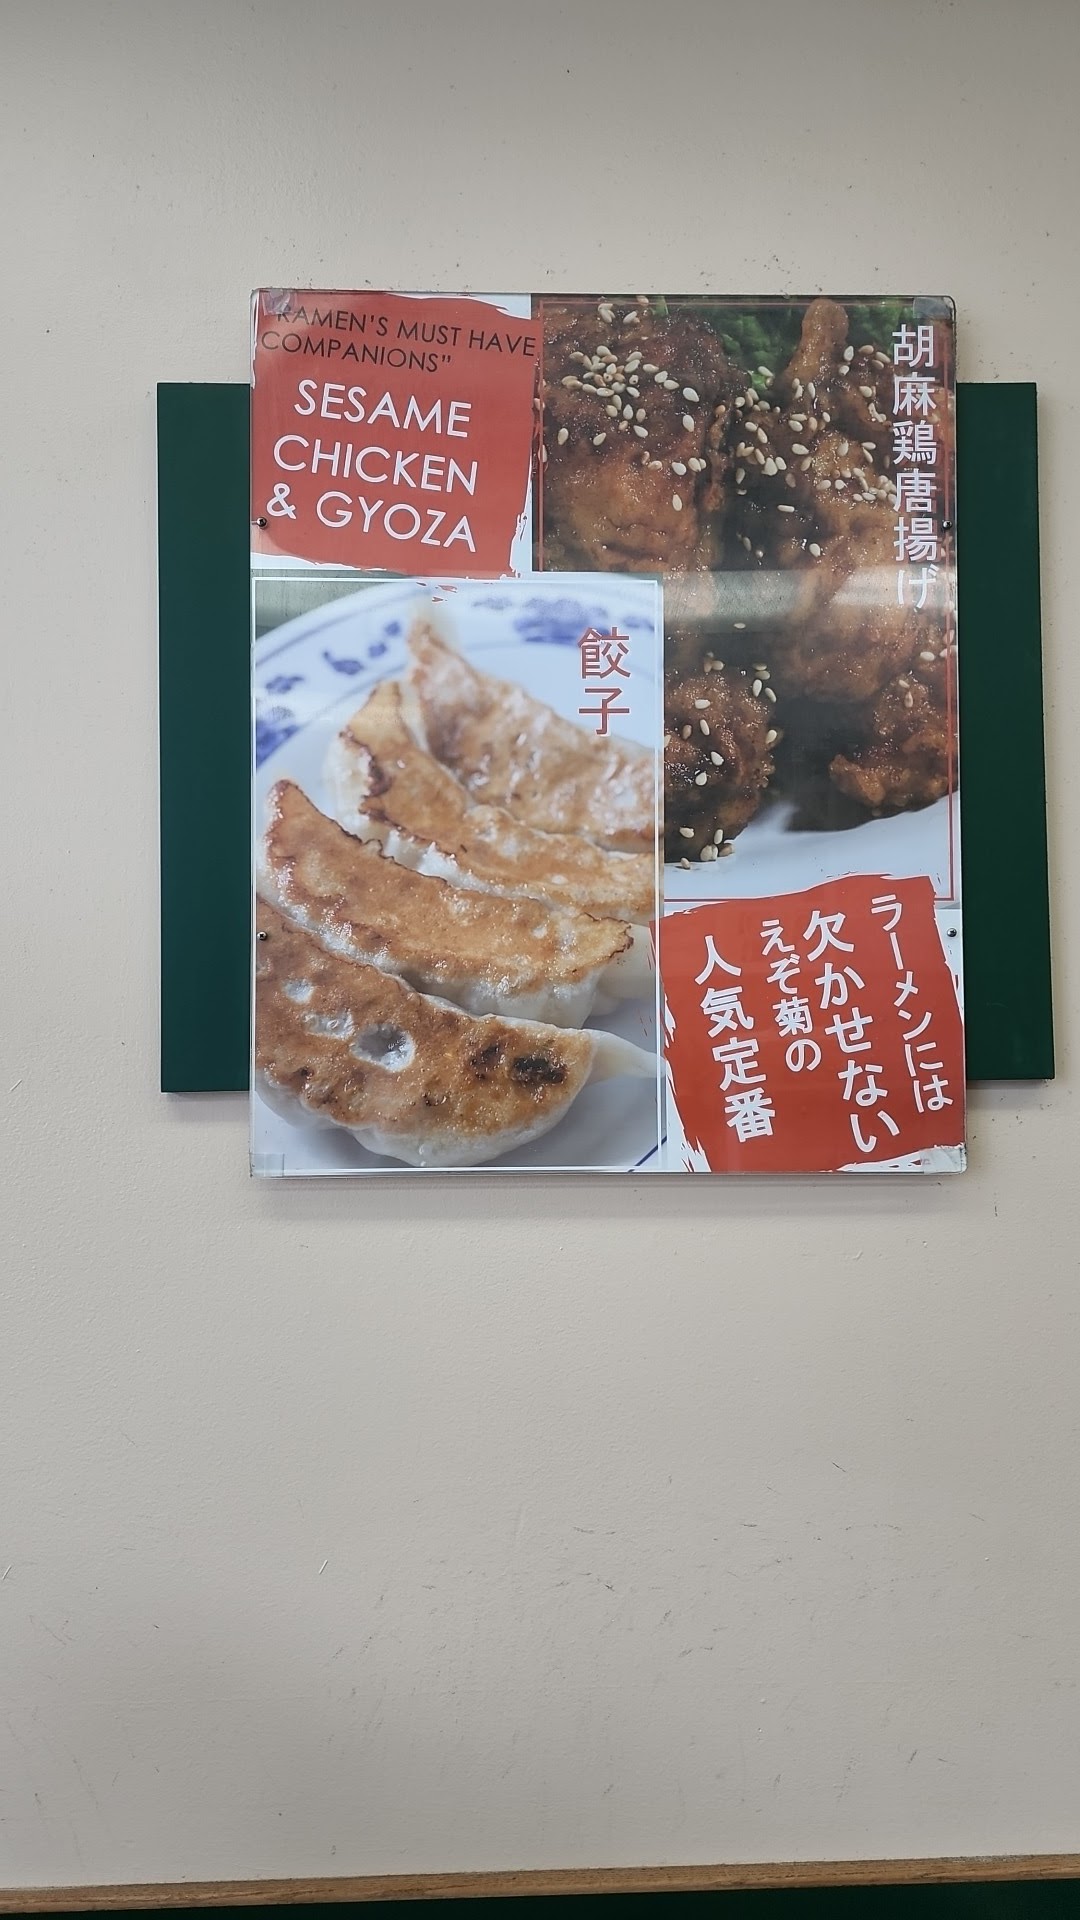 "RAMEN'S MUST HAVE
COMPANIONS"
SESAME
CHICKEN
& GYOZA
胡麻鶏唐揚げ
餃子
ラーメンには
欠かせない
えぞ菊の
人気定番